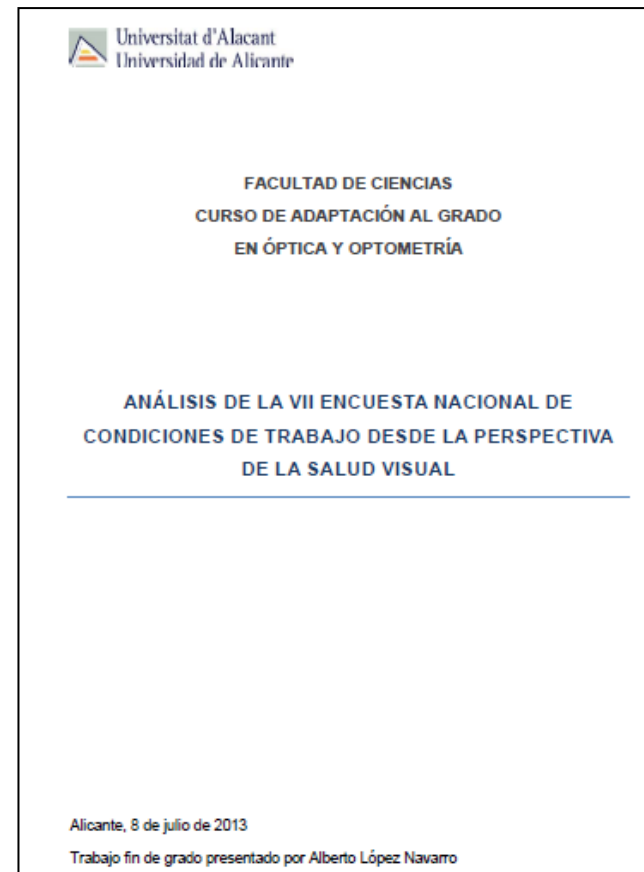 Universitat d'Alacant
Universidad de Alicante
FACULTAD DE CIENCIAS
CURSO DE ADAPTACIÓN AL GRADO
EN ÓPTICA Y OPTOMETRÍA
ANÁLISIS DE LA VII ENCUESTA NACIONAL DE
CONDICIONES DE TRABAJO DESDE LA PERSPECTIVA
DE LA SALUD VISUAL
Alicante, 8 de julio de 2013
Trabajo fin de grado presentado por Alberto López Navarro